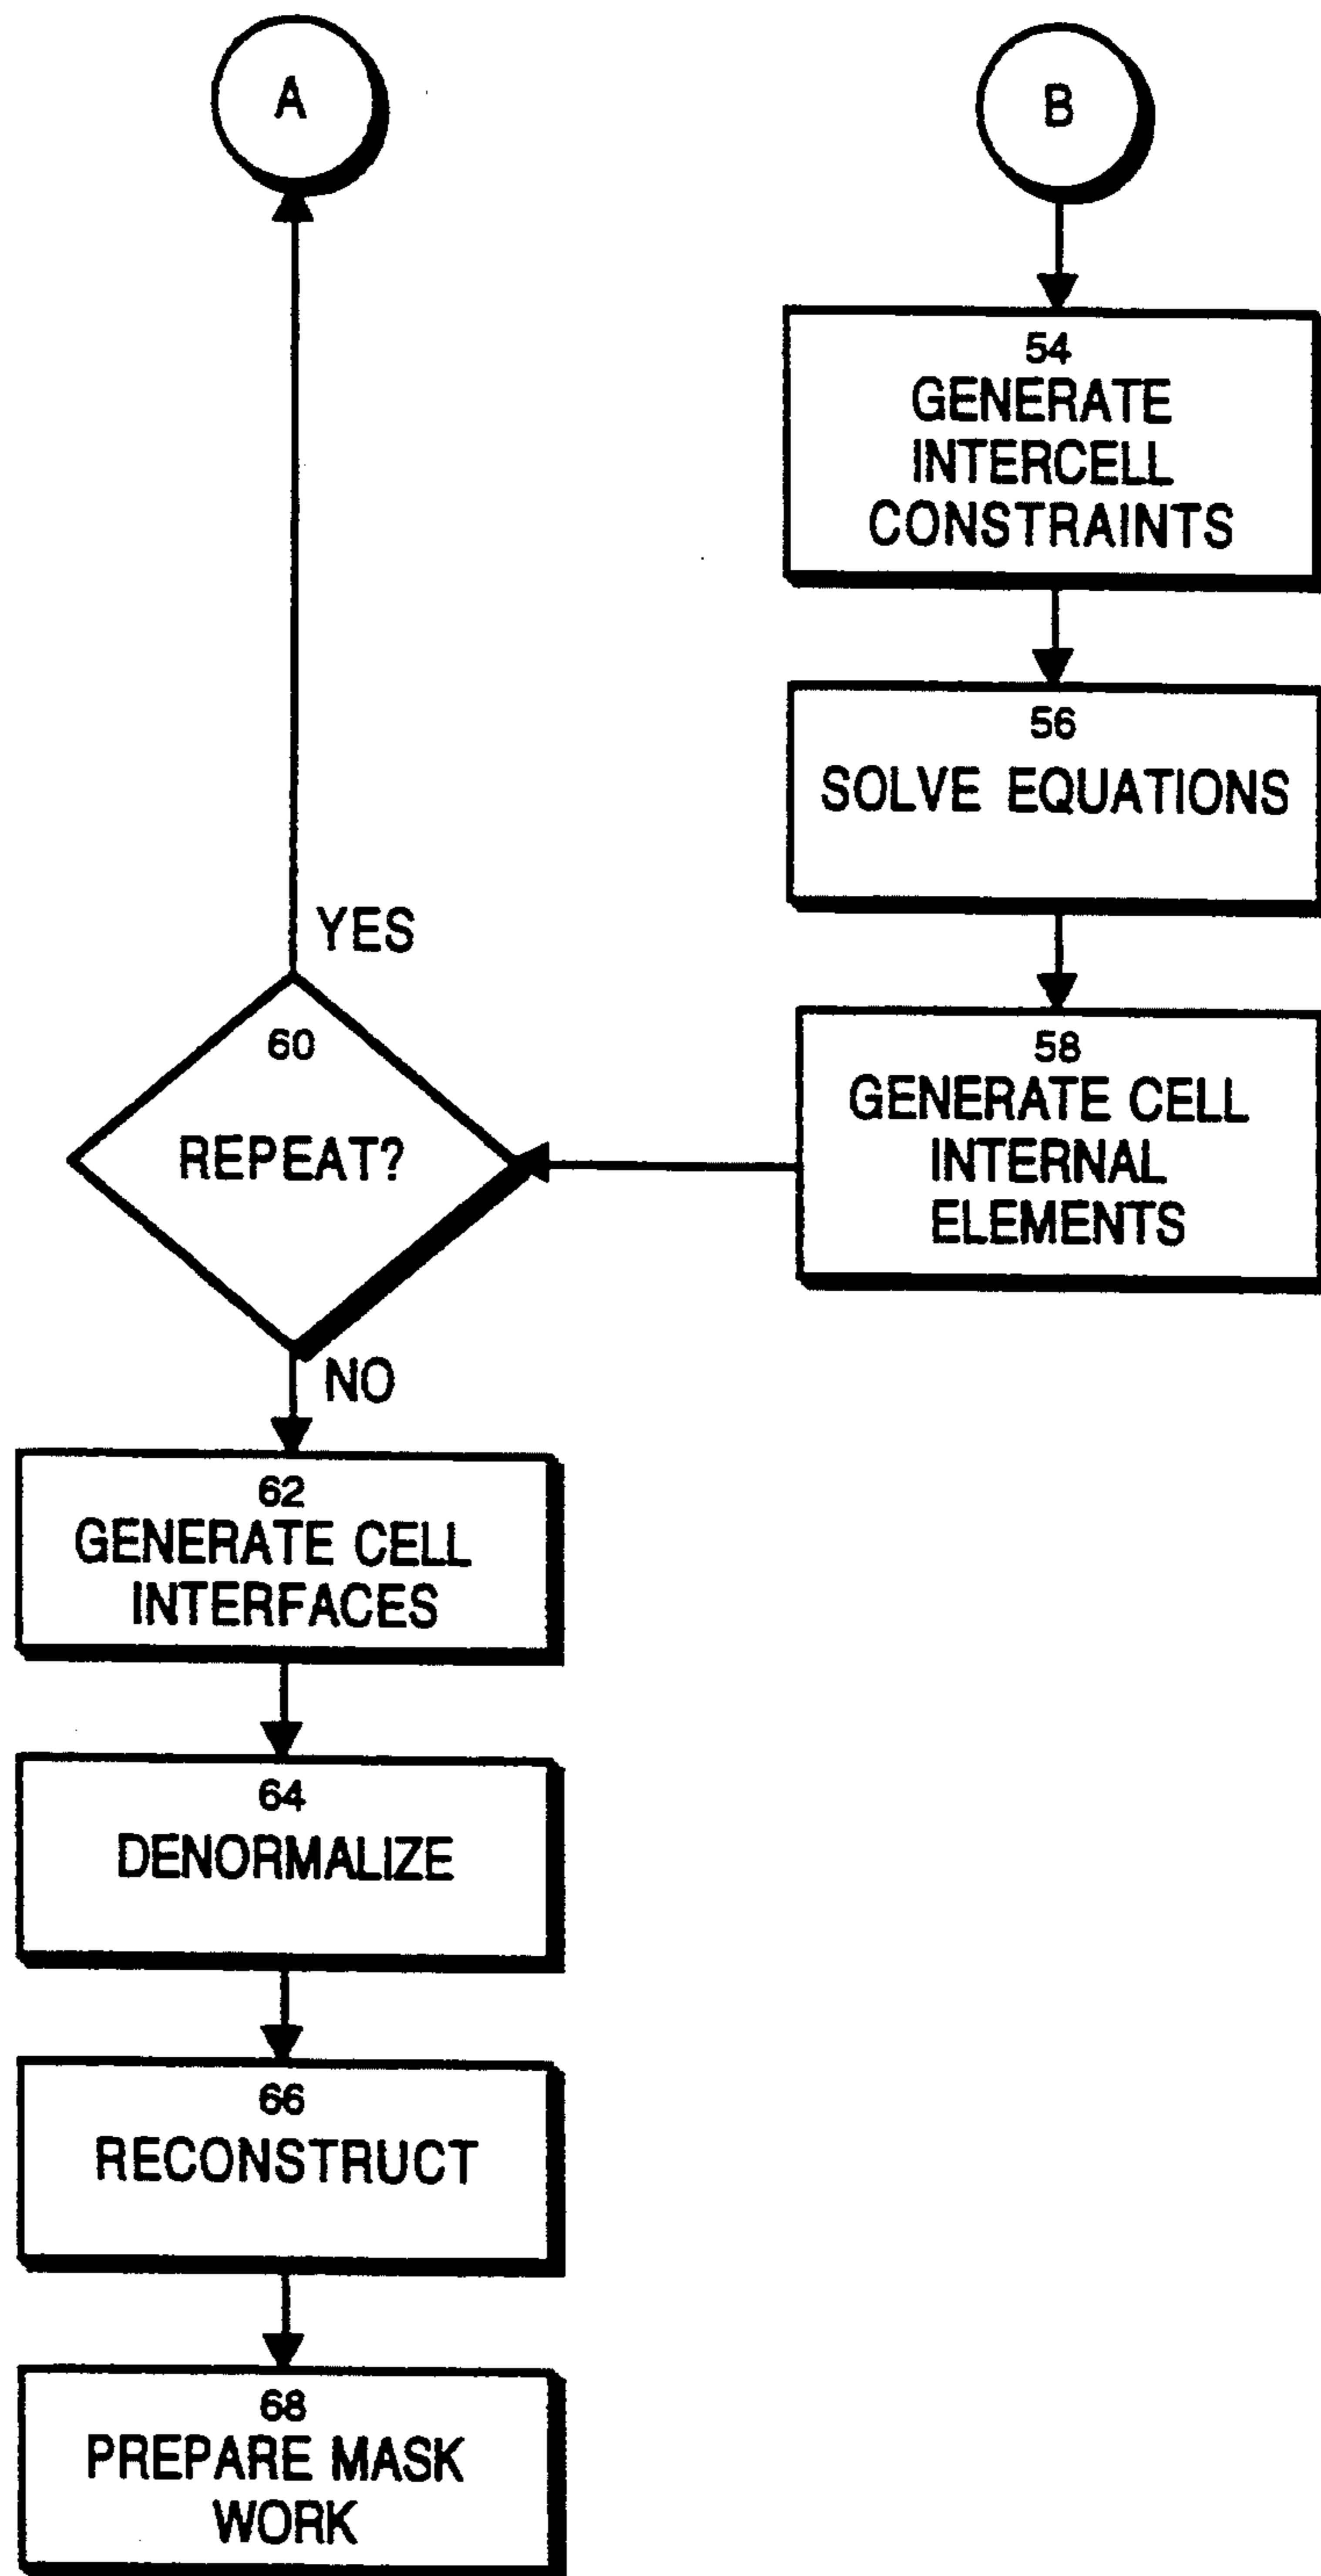 A
B
54
GENERATE
INTERCELL
CONSTRAINTS
56
SOLVE EQUATIONS
58
GENERATE CELL
INTERNAL
ELEMENTS
YES
60
REPEAT?
NO
62
GENERATE CELL
INTERFACES
64
DENORMALIZE
66
RECONSTRUCT
68
PREPARE MASK
WORK